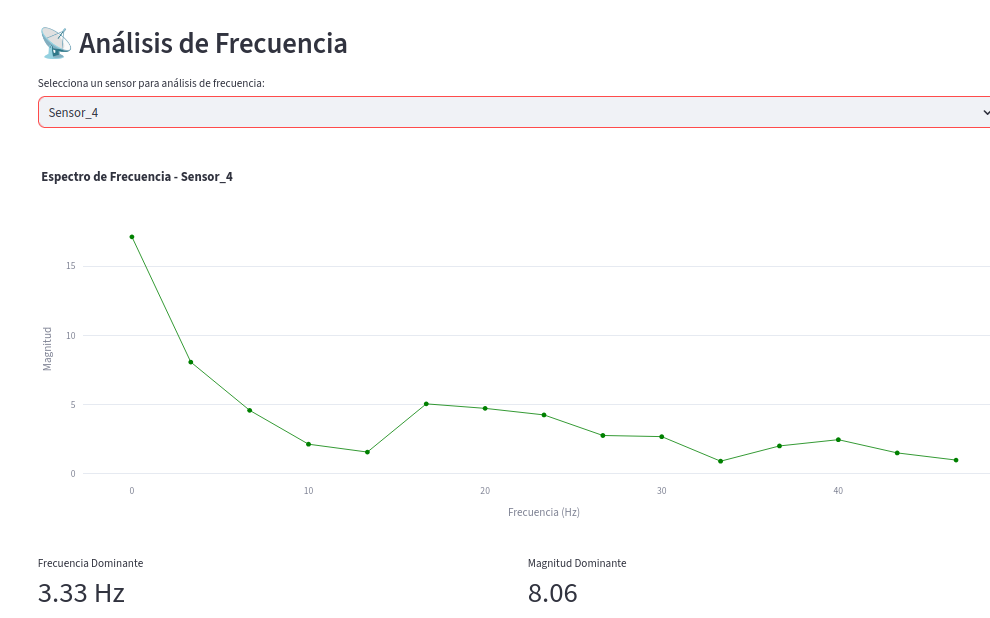 📡 Análisis de Frecuencia
Selecciona un sensor para análisis de frecuencia:
Sensor_4
Espectro de Frecuencia - Sensor_4
15
10
5
0
Magnitud
0 10 20 30 40
Frecuencia (Hz)
Frecuencia Dominante
3.33 Hz
Magnitud Dominante
8.06